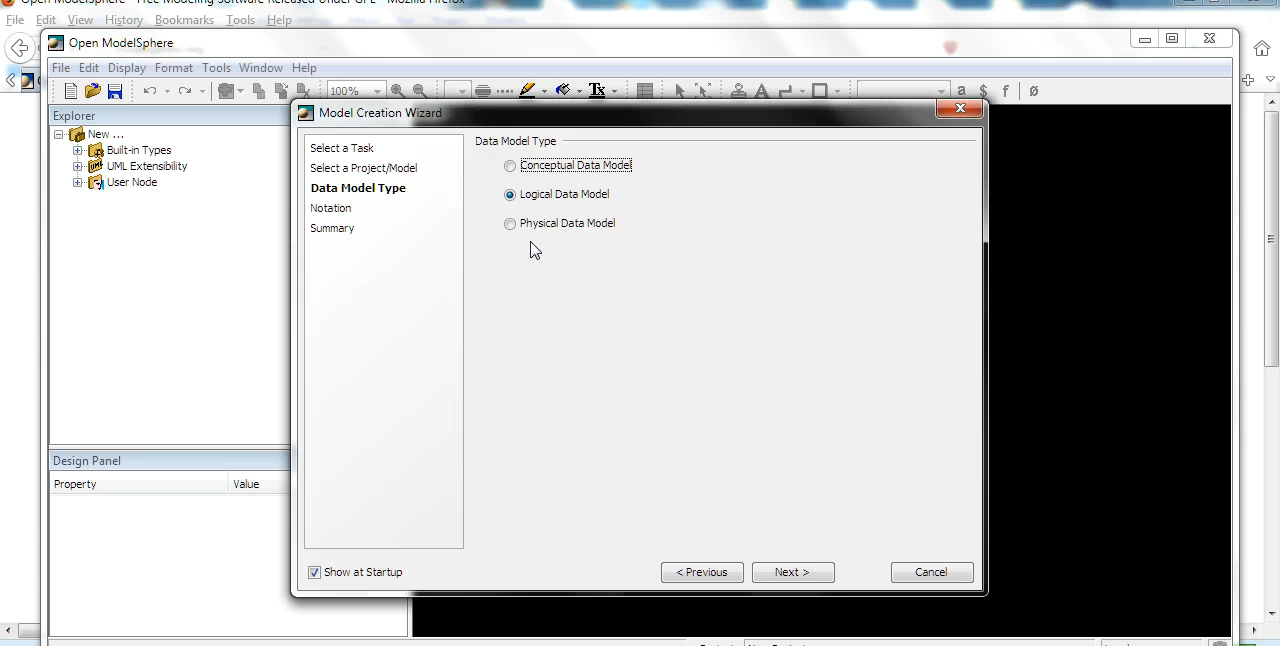 Open ModelSphere - Free Modeling Software Released Under GPL - Mozilla Firefox
File Edit View History Bookmarks Tools Help
Open ModelSphere
File Edit Display Format Tools Window Help
100%
Tx
A
a $ f ø
Explorer
New ...
Built-in Types
UML Extensibility
User Node
Design Panel
Property Value
Model Creation Wizard
Select a Task
Select a Project/Model
Data Model Type
Notation
Summary
Data Model Type
Conceptual Data Model
Logical Data Model
Physical Data Model
Show at Startup
< Previous Next > Cancel